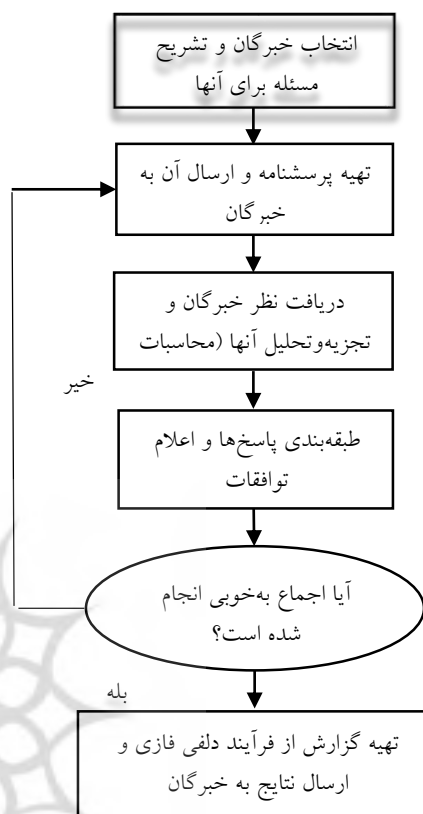 انتخاب خبرگان و تشریح
مسئله برای آنها
تهیه پرسشنامه و ارسال آن به
خبرگان
دریافت نظر خبرگان و
تجزیه‌وتحلیل آنها (محاسبات
خیر
طبقه‌بندی پاسخ‌ها و اعلام
توافقات
آیا اجماع به‌خوبی انجام
شده است؟
بله
تهیه گزارش از فرآیند دلفی فازی و
ارسال نتایج به خبرگان